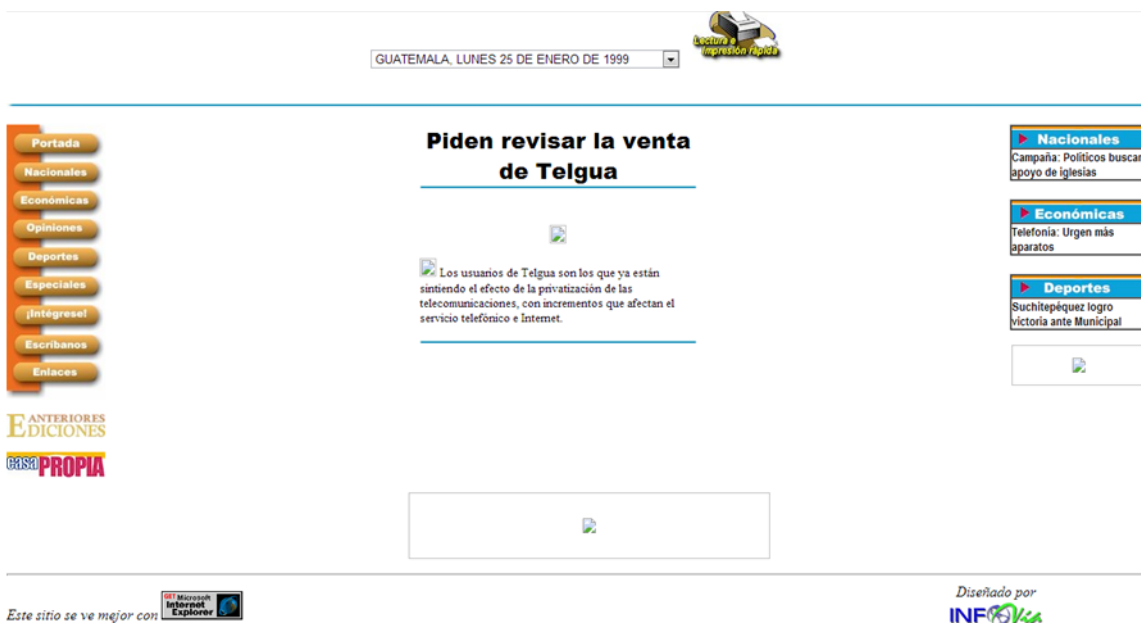 Lectura e
impresión rápida
GUATEMALA, LUNES 25 DE ENERO DE 1999
Portada
Nacionales
Económicas
Opiniones
Deportes
Especiales
¡Intégrese!
Escríbanos
Enlaces
EDICIONES ANTERIORES
casa PROPIA
Piden revisar la venta
de Telgua
Los usuarios de Telgua son los que ya están
sintiendo el efecto de la privatización de las
telecomunicaciones, con incrementos que afectan el
servicio telefónico e Internet.
Nacionales
Campaña: Políticos buscan
apoyo de iglesias
Económicas
Telefonía: Urgen más
aparatos
Deportes
Suchitepéquez logro
victoria ante Municipal
Este sitio se ve mejor con
GET Microsoft
Internet
Explorer
Diseñado por
INFOVía